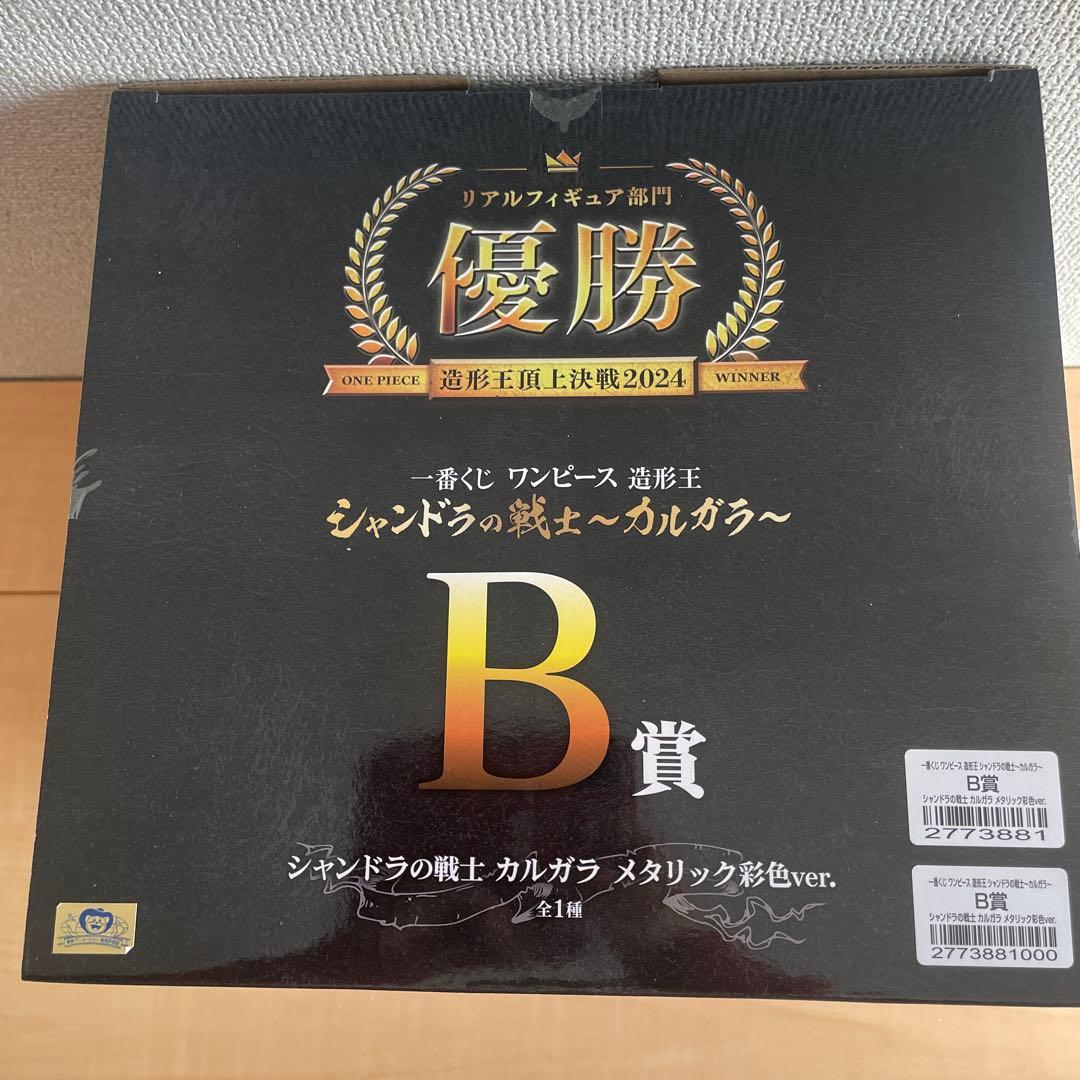 リアルフィギュア部門
優勝
ONE PIECE 造形王頂上決戦2024 WINNER
一番くじ ワンピース 造形王
シャンドラの戦士～カルガラ～
B賞
シャンドラの戦士 カルガラ メタリック彩色ver.
全1種
一番くじ ワンピース 造形王 シャンドラの戦士～カルガラ～
B賞
シャンドラの戦士 カルガラ メタリック彩色ver.
2773881
一番くじ ワンピース 造形王 シャンドラの戦士～カルガラ～
B賞
シャンドラの戦士 カルガラ メタリック彩色ver.
2773881000